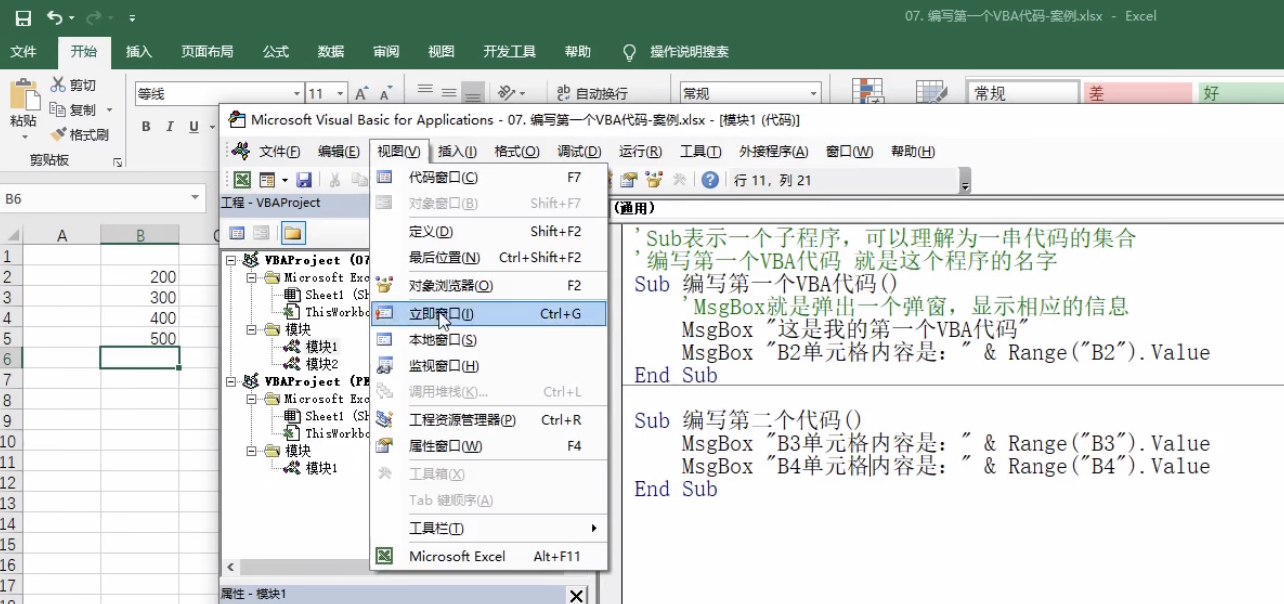 07. 编写第一个VBA代码-案例.xlsx - Excel
文件 开始 插入 页面布局 公式 数据 审阅 视图 开发工具 帮助 操作说明搜索
粘贴
剪切
复制
格式刷
剪贴板
等线 11 A A
B I U
ab 自动换行
常规
常规 差 好
Microsoft Visual Basic for Applications - 07. 编写第一个VBA代码-案例.xlsx - [模块1 (代码)]
文件(F) 编辑(E) 视图(V) 插入(I) 格式(O) 调试(D) 运行(R) 工具(T) 外接程序(A) 窗口(W) 帮助(H)
行 11，列 21
B6
A B
1
2 200
3 300
4 400
5 500
6
7
8
9
10
11
12
13
14
15
16
17
工程 - VBAProject
VBAProject (07
Microsoft Exc
Sheet1 (Sh
ThisWorkbo
模块
模块1
模块2
VBAProject (PE
Microsoft Exc
Sheet1 (Sh
ThisWorkbo
模块
模块1
属性 - 模块1
代码窗口(C) F7
对象窗口(B) Shift+F7
定义(D) Shift+F2
最后位置(N) Ctrl+Shift+F2
对象浏览器(O) F2
立即窗口(I) Ctrl+G
本地窗口(S)
监视窗口(H)
调用堆栈(K)... Ctrl+L
工程资源管理器(P) Ctrl+R
属性窗口(W) F4
工具箱(X)
Tab 键顺序(A)
工具栏(T)
Microsoft Excel Alt+F11
(通用)
'Sub表示一个子程序，可以理解为一串代码的集合
'编写第一个VBA代码 就是这个程序的名字
Sub 编写第一个VBA代码()
'MsgBox就是弹出一个弹窗，显示相应的信息
MsgBox "这是我的第一个VBA代码"
MsgBox "B2单元格内容是：" & Range("B2").Value
End Sub
Sub 编写第二个代码()
MsgBox "B3单元格内容是：" & Range("B3").Value
MsgBox "B4单元格内容是：" & Range("B4").Value
End Sub